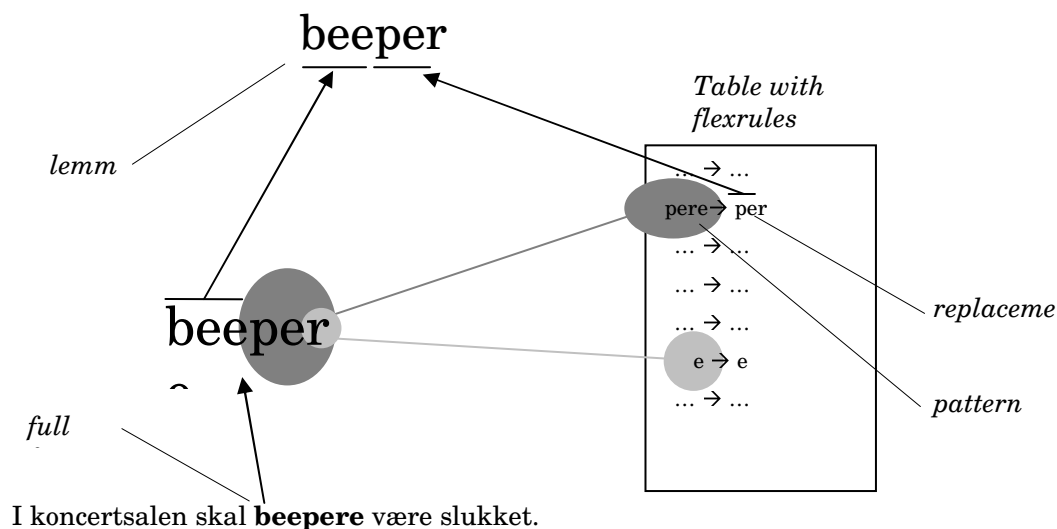 beeper
Table with
flexrules
lemm
… → …
pere → per
… → …
… → …
… → …
e → e
… → …
replaceme
pattern
beeper
full
I koncertsalen skal beepere være slukket.